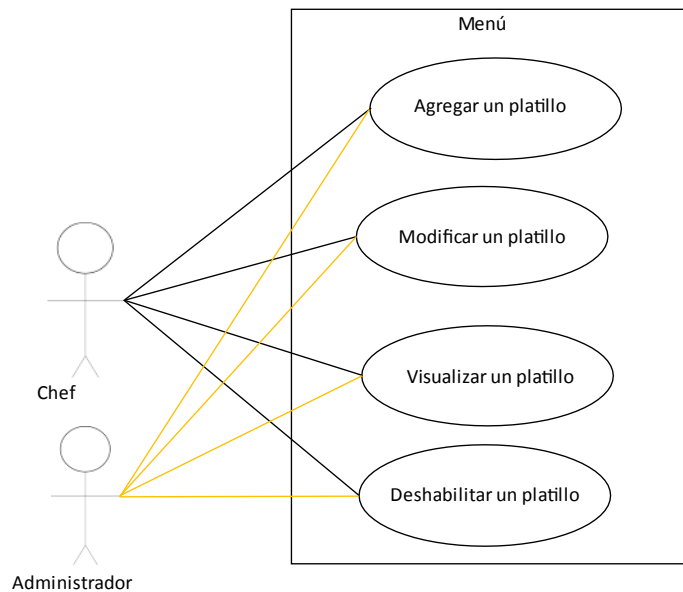 Menú
Agregar un platillo
Modificar un platillo
Visualizar un platillo
Chef
Deshabilitar un platillo
Administrador